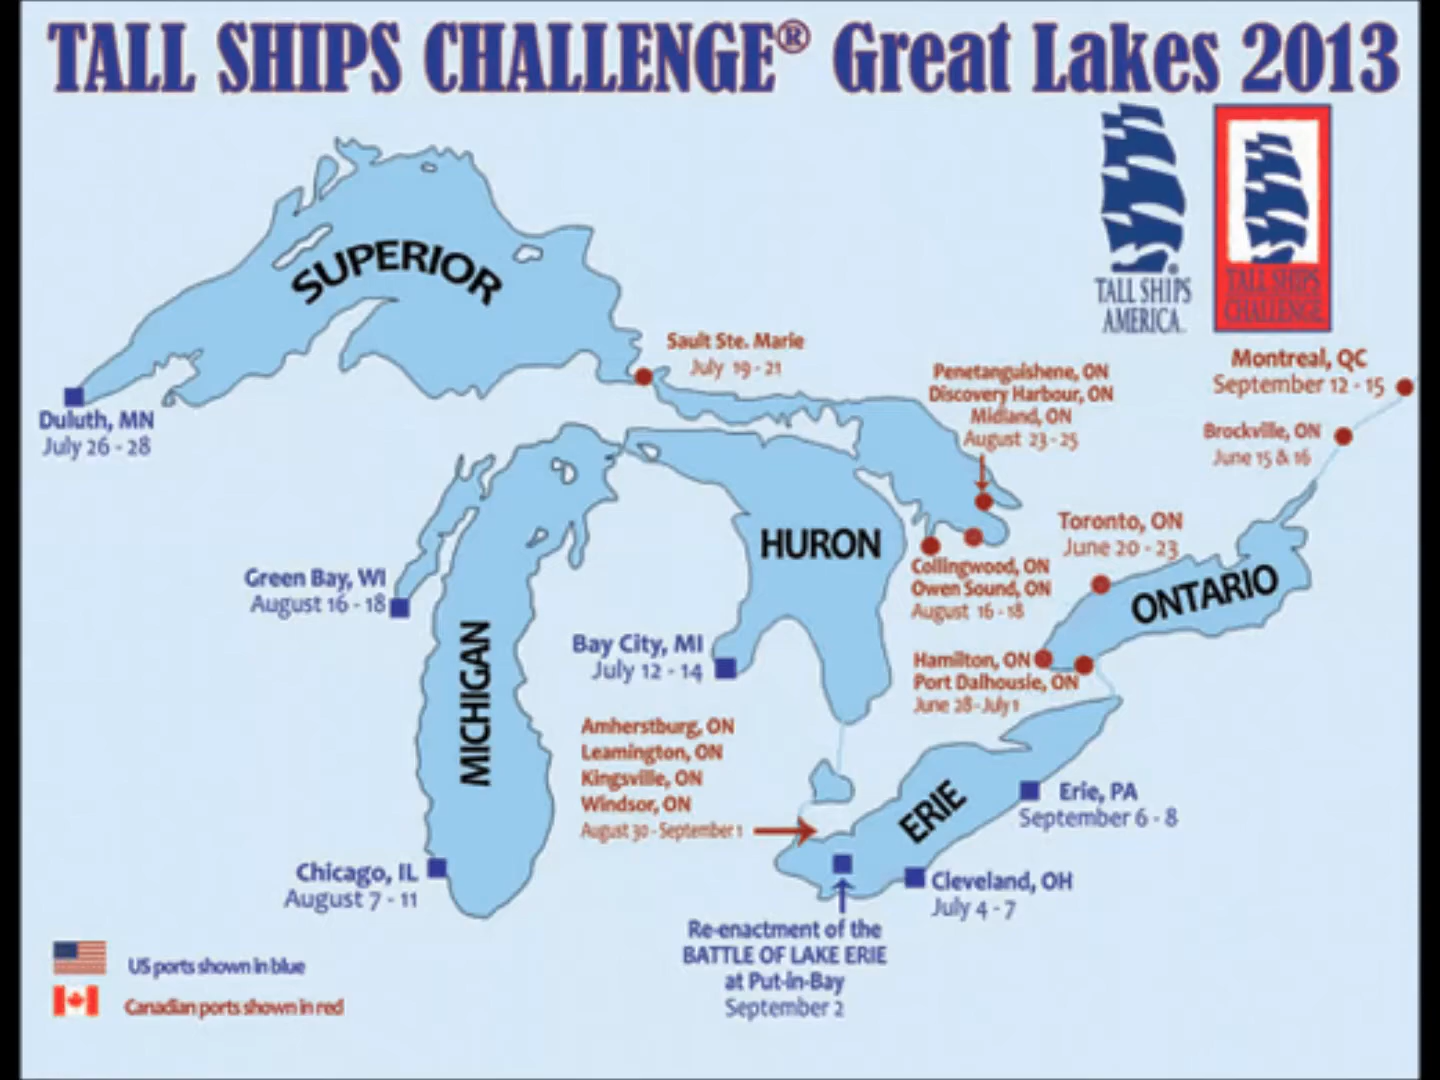 TALL SHIPS CHALLENGE® Great Lakes 2013
TALL SHIPS
AMERICA
TALL SHIPS
CHALLENGE
SUPERIOR
Sault Ste. Marie
July 19 - 21
Duluth, MN
July 26 - 28
Penetanguishene, ON
Discovery Harbour, ON
Midland, ON
August 23 - 25
Montreal, QC
September 12 - 15
Brockville, ON
June 15 & 16
Toronto, ON
June 20 - 23
ONTARIO
HURON
Collingwood, ON
Owen Sound, ON
August 16 - 18
Green Bay, WI
August 16 - 18
MICHIGAN
Bay City, MI
July 12 - 14
Hamilton, ON
Port Dalhousie, ON
June 28 - July 1
Amherstburg, ON
Leamington, ON
Kingsville, ON
Windsor, ON
August 30 - September 1
ERIE
Erie, PA
September 6 - 8
Chicago, IL
August 7 - 11
Cleveland, OH
July 4 - 7
Re-enactment of the
BATTLE OF LAKE ERIE
at Put-in-Bay
September 2
US ports shown in blue
Canadian ports shown in red